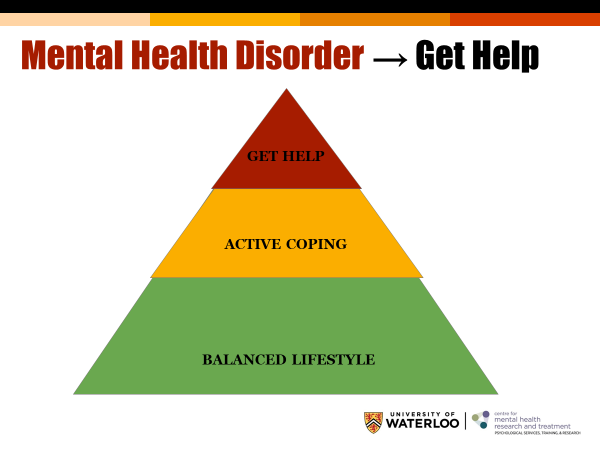 Mental Health Disorder → Get Help
GET HELP
ACTIVE COPING
BALANCED LIFESTYLE
UNIVERSITY OF
WATERLOO
centre for
mental health
research and treatment
PSYCHOLOGICAL SERVICES, TRAINING, & RESEARCH